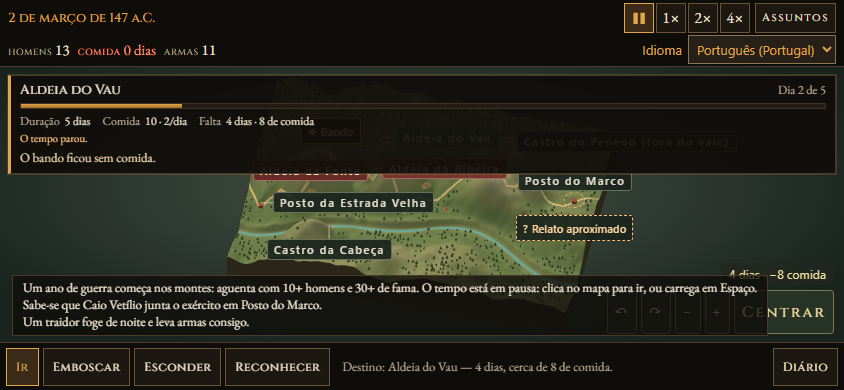 2 DE MARÇO DE 147 A.C.
1× 2× 4× ASSUNTOS
HOMENS 13 COMIDA 0 dias ARMAS 11
Idioma Português (Portugal)
ALDEIA DO VAU Dia 2 de 5
Duração 5 dias Comida 10 · 2/dia Falta 4 dias · 8 de comida
O tempo parou.
Bando Aldeia do Vau Castro do Penedo (fora do vale)
O bando ficou sem comida.
Aldeia da Fonte Aldeia da Ribeira
Posto do Marco
Posto da Estrada Velha
? Relato aproximado
Castro da Cabeça
4 dias −8 comida
Um ano de guerra começa nos montes: aguenta com 10+ homens e 30+ de fama. O tempo está em pausa: clica no mapa para ir, ou carrega em Espaço.
Sabe-se que Caio Vetílio junta o exército em Posto do Marco.
Um traidor foge de noite e leva armas consigo.
− + CENTRAR
IR EMBOSCAR ESCONDER RECONHECER Destino: Aldeia do Vau — 4 dias, cerca de 8 de comida. DIÁRIO